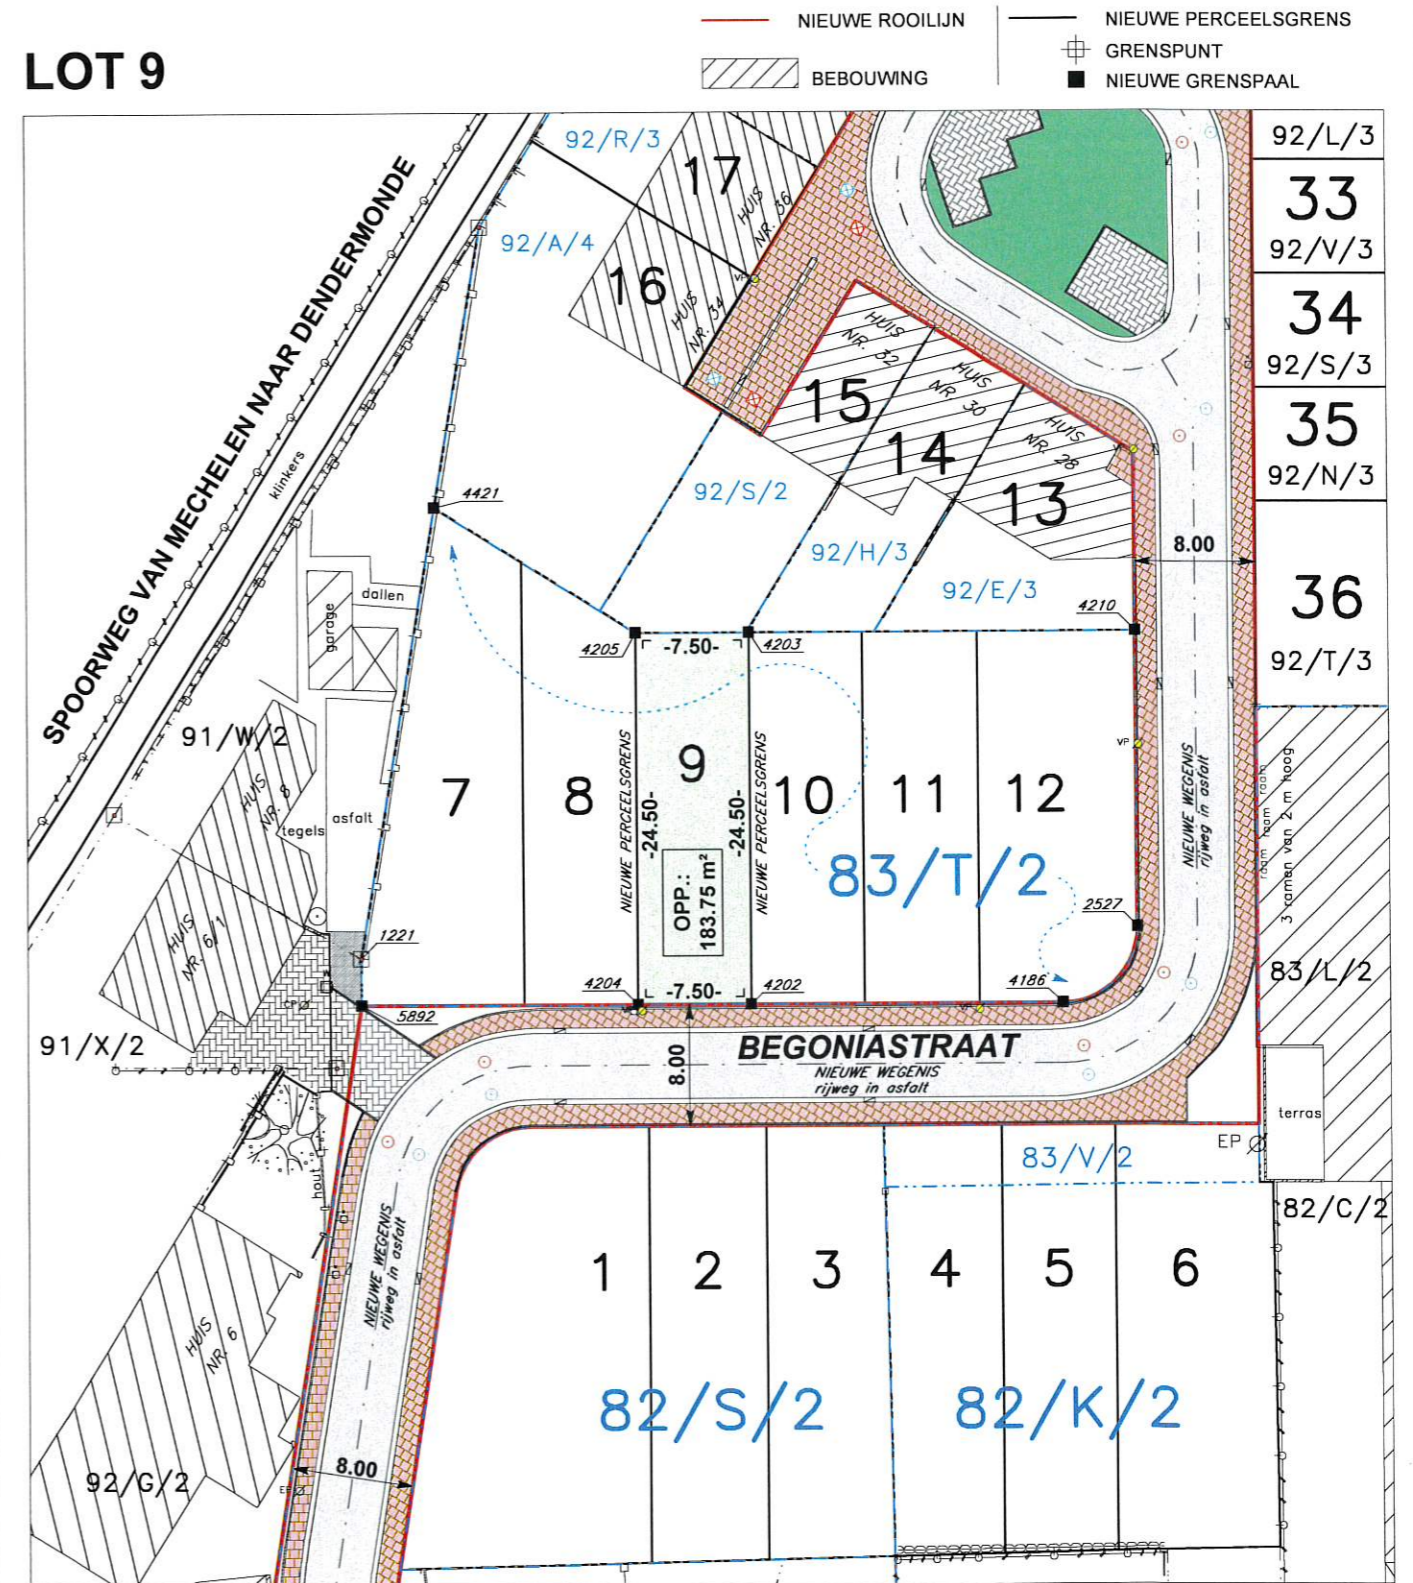 LOT 9
NIEUWE ROOILIJN
BEBOUWING
NIEUWE PERCEELSGRENS
GRENSPUNT
NIEUWE GRENSPAAL
SPOORWEG VAN MECHELEN NAAR DENDERMONDE
klinkers
92/R/3
17
HUIS
NR. 36
92/A/4
16
HUIS
NR. 34
VP
92/L/3
33
92/V/3
34
92/S/3
35
92/N/3
36
92/T/3
HUIS
NR. 32
15
HUIS
NR. 30
14
HUIS
NR. 28
13
92/S/2
92/H/3
92/E/3
8.00
4421
4210
4205
-7.50-
4203
garage
dallen
91/W/2
HUIS
NR. 8
tegels
asfalt
HUIS
NR. 6/1
7
8
NIEUWE PERCEELSGRENS
9
-24.50-
-24.50-
OPP.:
183.75 m²
NIEUWE PERCEELSGRENS
10
11
12
83/T/2
VP
NIEUWE WEGENIS
rijweg in asfalt
raam raam raam
3 ramen van 2 m hoog
83/L/2
2527
1221
4204
-7.50-
4202
4186
5892
91/X/2
8.00
BEGONIASTRAAT
NIEUWE WEGENIS
rijweg in asfalt
terras
EP
83/V/2
82/C/2
hout
NIEUWE WEGENIS
rijweg in asfalt
1
2
3
4
5
6
HUIS
NR. 6
82/S/2
82/K/2
92/G/2
8.00